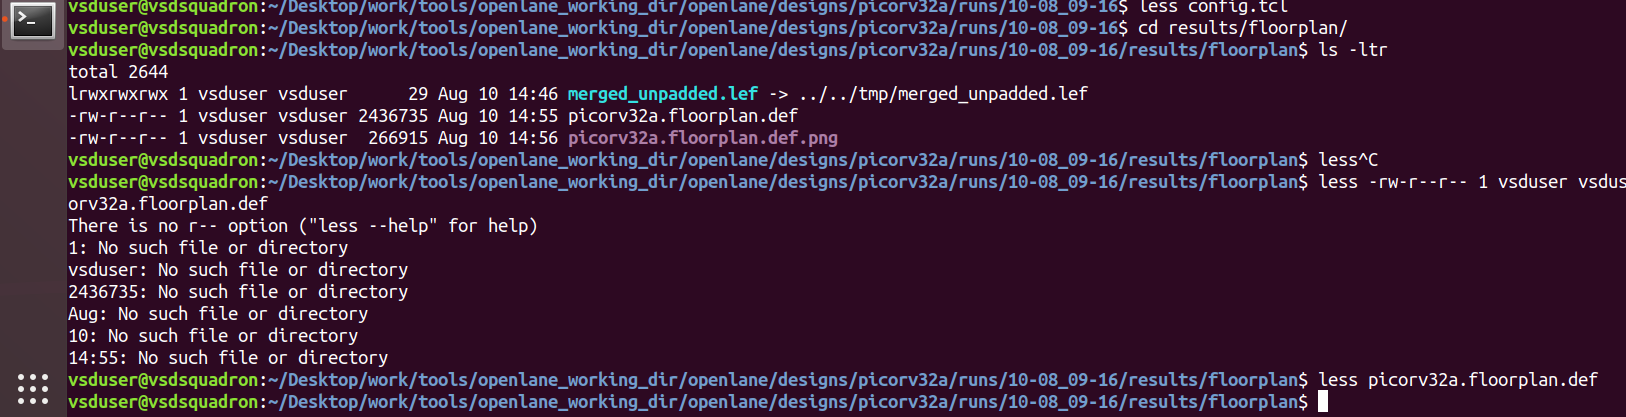 vsduser@vsdsquadron:~/Desktop/work/tools/openlane_working_dir/openlane/designs/picorv32a/runs/10-08_09-16$ less config.tcl
vsduser@vsdsquadron:~/Desktop/work/tools/openlane_working_dir/openlane/designs/picorv32a/runs/10-08_09-16$ cd results/floorplan/
vsduser@vsdsquadron:~/Desktop/work/tools/openlane_working_dir/openlane/designs/picorv32a/runs/10-08_09-16/results/floorplan$ ls -ltr
total 2644
lrwxrwxrwx 1 vsduser vsduser      29 Aug 10 14:46 merged_unpadded.lef -> ../../tmp/merged_unpadded.lef
-rw-r--r-- 1 vsduser vsduser 2436735 Aug 10 14:55 picorv32a.floorplan.def
-rw-r--r-- 1 vsduser vsduser  266915 Aug 10 14:56 picorv32a.floorplan.def.png
vsduser@vsdsquadron:~/Desktop/work/tools/openlane_working_dir/openlane/designs/picorv32a/runs/10-08_09-16/results/floorplan$ less^C
vsduser@vsdsquadron:~/Desktop/work/tools/openlane_working_dir/openlane/designs/picorv32a/runs/10-08_09-16/results/floorplan$ less -rw-r--r-- 1 vsduser vsdus
orv32a.floorplan.def
There is no r-- option ("less --help" for help)
1: No such file or directory
vsduser: No such file or directory
2436735: No such file or directory
Aug: No such file or directory
10: No such file or directory
14:55: No such file or directory
vsduser@vsdsquadron:~/Desktop/work/tools/openlane_working_dir/openlane/designs/picorv32a/runs/10-08_09-16/results/floorplan$ less picorv32a.floorplan.def
vsduser@vsdsquadron:~/Desktop/work/tools/openlane_working_dir/openlane/designs/picorv32a/runs/10-08_09-16/results/floorplan$